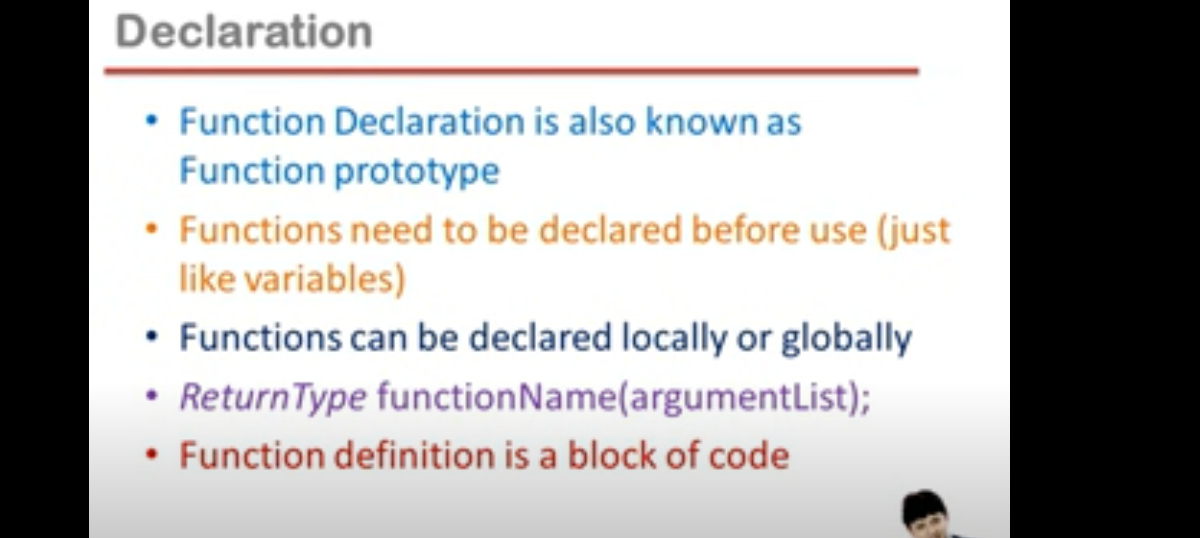 Declaration
• Function Declaration is also known as
Function prototype
• Functions need to be declared before use (just
like variables)
• Functions can be declared locally or globally
• ReturnType functionName(argumentList);
• Function definition is a block of code